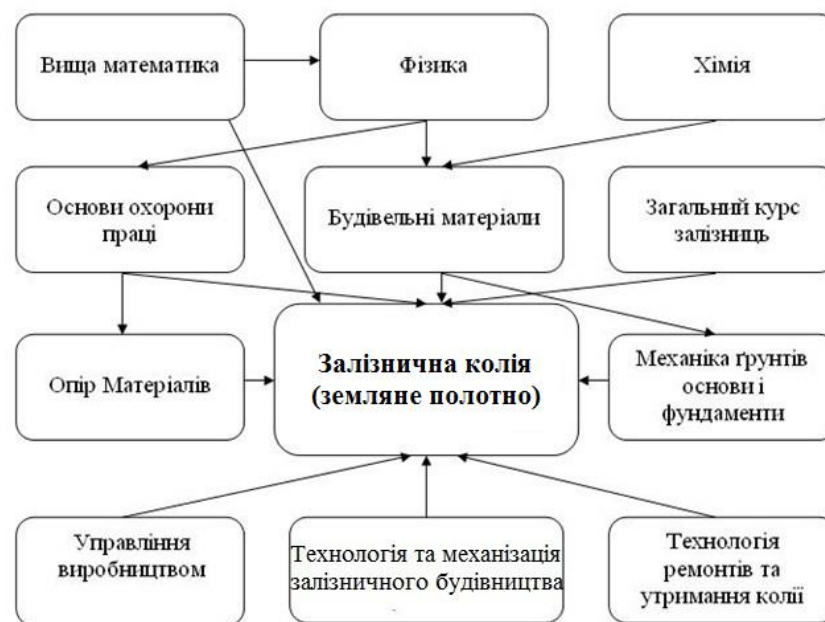 Вища математика
Фізика
Хімія
Основи охорони
праці
Будівельні матеріали
Загальний курс
залізниць
Опір Матеріалів
Залізнична колія
(земляне полотно)
Механіка ґрунтів
основи і
фундаменти
Управління
виробництвом
Технологія та механізація
залізничного будівництва
Технологія
ремонтів та
утримання колії